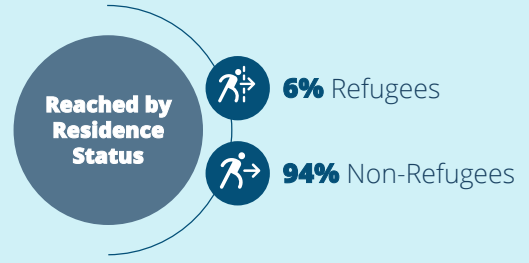 Reached by
Residence
Status
6% Refugees
94% Non-Refugees